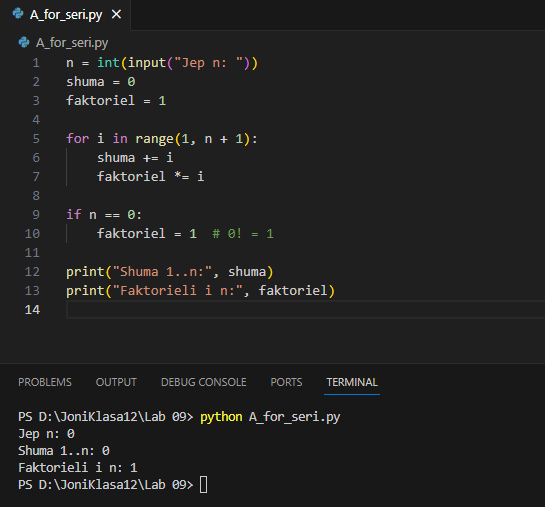 A_for_seri.py
A_for_seri.py
1 n = int(input("Jep n: "))
2 shuma = 0
3 faktoriel = 1
4
5 for i in range(1, n + 1):
6     shuma += i
7     faktoriel *= i
8
9 if n == 0:
10     faktoriel = 1  # 0! = 1
11
12 print("Shuma 1..n:", shuma)
13 print("Faktorieli i n:", faktoriel)
14
PROBLEMS OUTPUT DEBUG CONSOLE PORTS TERMINAL
PS D:\JoniKlasa12\Lab 09> python A_for_seri.py
Jep n: 0
Shuma 1..n: 0
Faktorieli i n: 1
PS D:\JoniKlasa12\Lab 09>